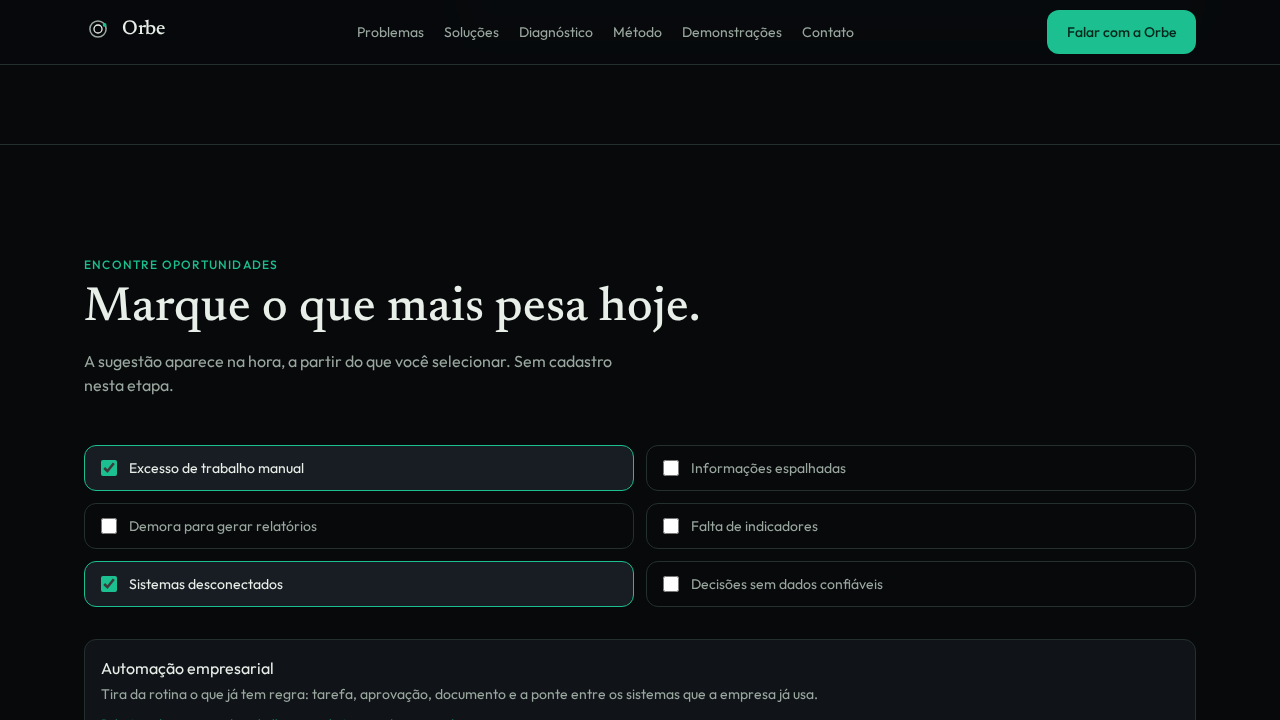 Orbe
Problemas
Soluções
Diagnóstico
Método
Demonstrações
Contato
Falar com a Orbe
ENCONTRE OPORTUNIDADES
Marque o que mais pesa hoje.
A sugestão aparece na hora, a partir do que você selecionar. Sem cadastro
nesta etapa.
Excesso de trabalho manual
Informações espalhadas
Demora para gerar relatórios
Falta de indicadores
Sistemas desconectados
Decisões sem dados confiáveis
Automação empresarial
Tira da rotina o que já tem regra: tarefa, aprovação, documento e a ponte entre os sistemas que a empresa já usa.